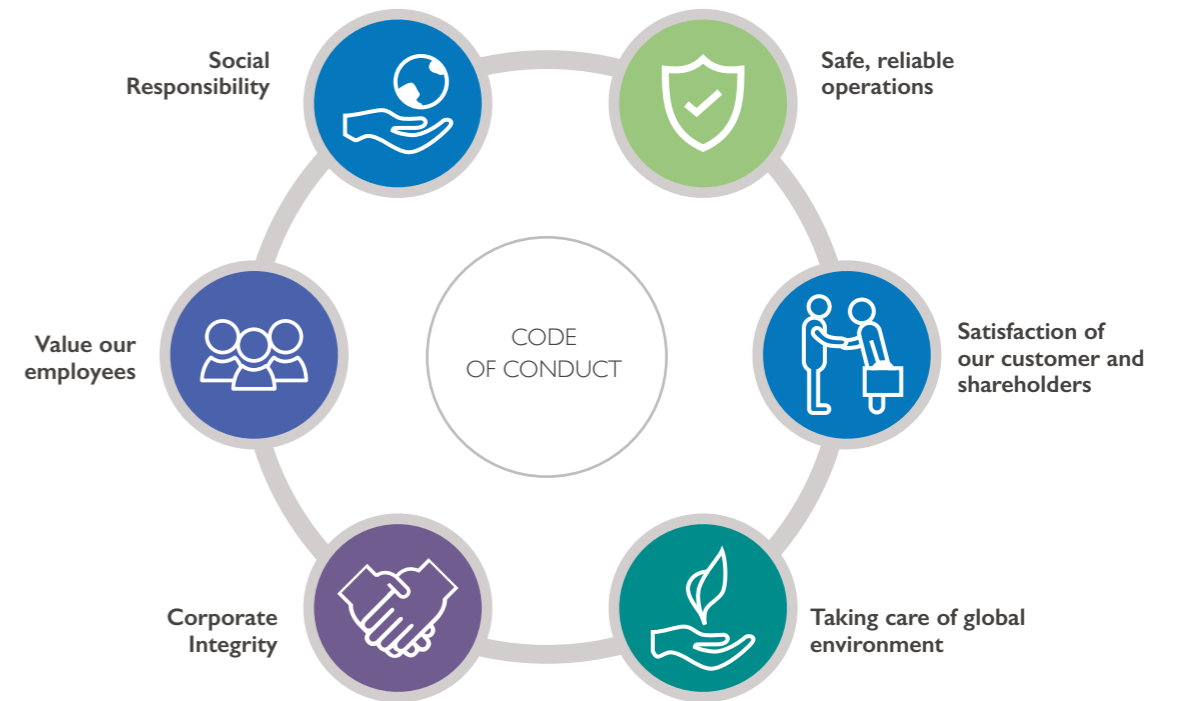 Social
Responsibility
Safe, reliable
operations
Value our
employees
CODE
OF CONDUCT
Satisfaction of
our customer and
shareholders
Corporate
Integrity
Taking care of global
environment